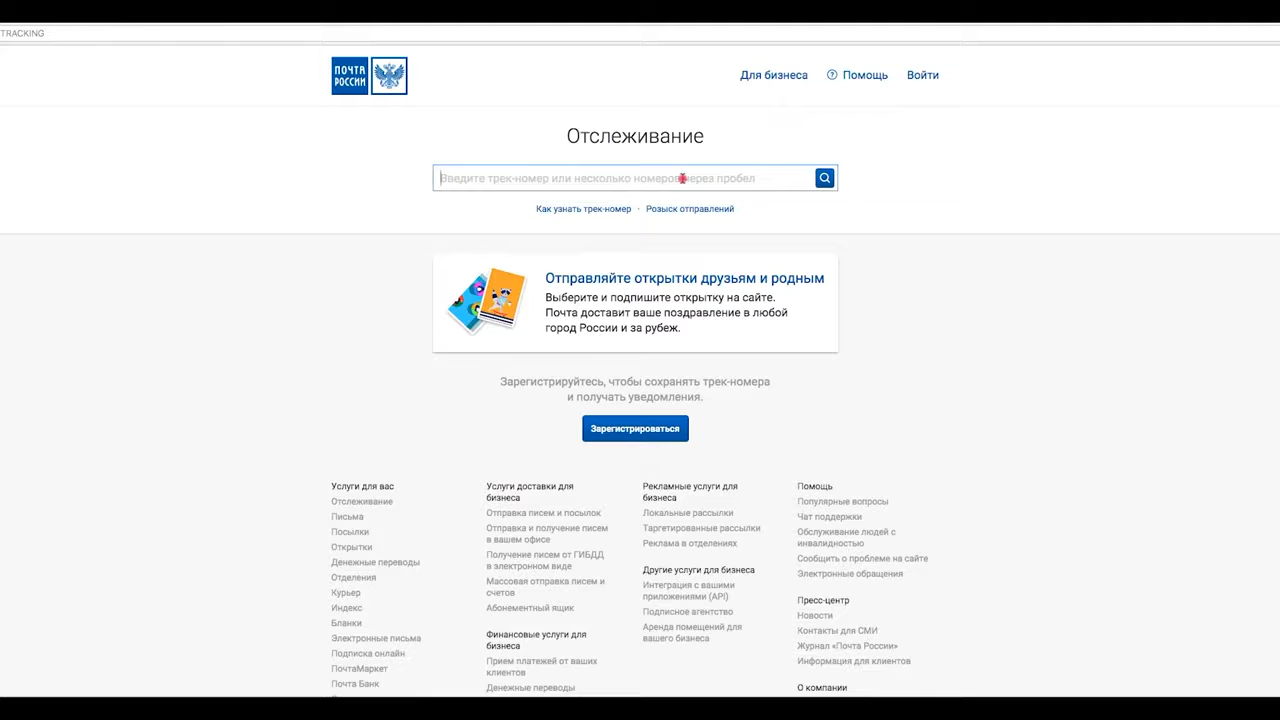 TRACKING
ПОЧТА
РОССИИ
Для бизнеса
Помощь
Войти
Отслеживание
Введите трек-номер или несколько номеров через пробел
Как узнать трек-номер · Розыск отправлений
Отправляйте открытки друзьям и родным
Выберите и подпишите открытку на сайте.
Почта доставит ваше поздравление в любой
город России и за рубеж.
Зарегистрируйтесь, чтобы сохранять трек-номера
и получать уведомления.
Зарегистрироваться
Услуги для вас
Отслеживание
Письма
Посылки
Открытки
Денежные переводы
Отделения
Курьер
Индекс
Бланки
Электронные письма
Подписка онлайн
ПочтаМаркет
Почта Банк
Услуги доставки для
бизнеса
Отправка писем и посылок
Отправка и получение писем
в вашем офисе
Получение писем от ГИБДД
в электронном виде
Массовая отправка писем и
счетов
Абонементный ящик
Финансовые услуги для
бизнеса
Прием платежей от ваших
клиентов
Денежные переводы
Рекламные услуги для
бизнеса
Локальные рассылки
Таргетированные рассылки
Реклама в отделениях
Другие услуги для бизнеса
Интеграция с вашими
приложениями (API)
Подписное агентство
Аренда помещений для
вашего бизнеса
Помощь
Популярные вопросы
Чат поддержки
Обслуживание людей с
инвалидностью
Сообщить о проблеме на сайте
Электронные обращения
Пресс-центр
Новости
Контакты для СМИ
Журнал «Почта России»
Информация для клиентов
О компании